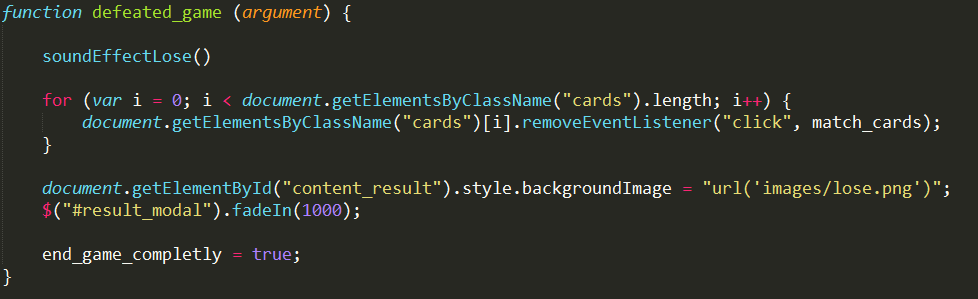 function defeated_game (argument) {
soundEffectLose()
for (var i = 0; i < document.getElementsByClassName("cards").length; i++) {
document.getElementsByClassName("cards")[i].removeEventListener("click", match_cards);
}
document.getElementById("content_result").style.backgroundImage = "url('images/lose.png')";
$("#result_modal").fadeIn(1000);
end_game_completly = true;
}